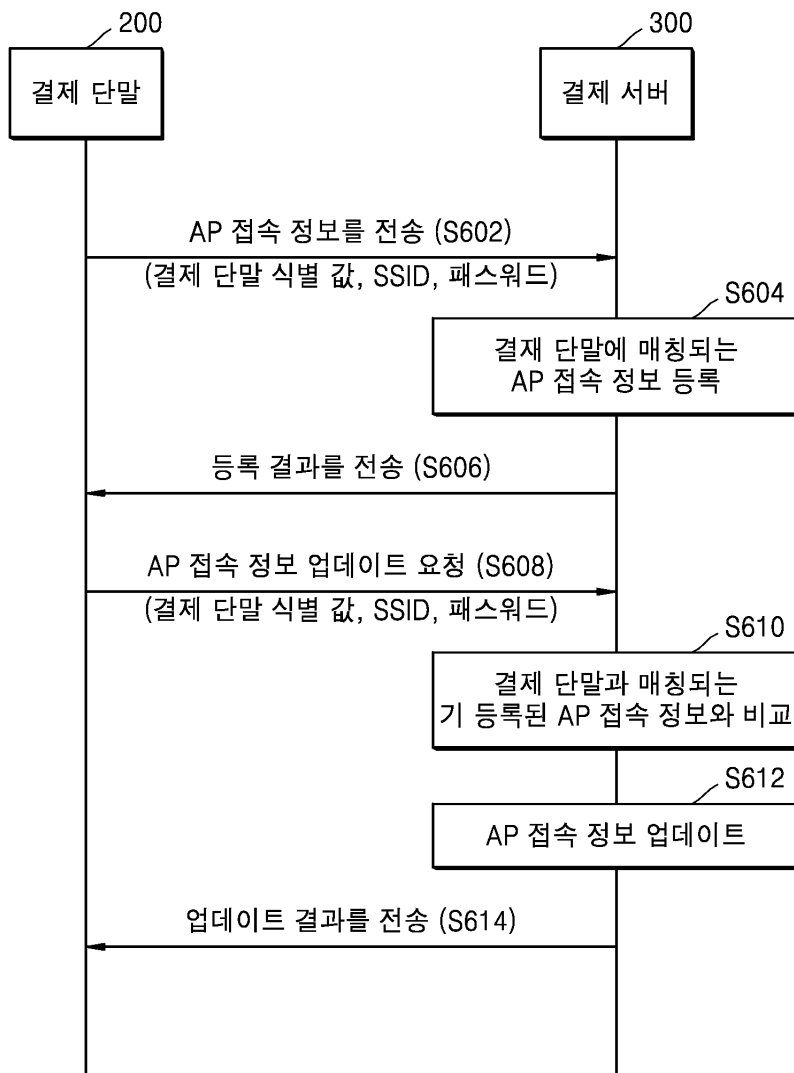 200
300
결제 단말
결제 서버
AP 접속 정보를 전송 (S602)
(결제 단말 식별 값, SSID, 패스워드)
S604
결재 단말에 매칭되는
AP 접속 정보 등록
등록 결과를 전송 (S606)
AP 접속 정보 업데이트 요청 (S608)
(결제 단말 식별 값, SSID, 패스워드)
S610
결제 단말과 매칭되는
기 등록된 AP 접속 정보와 비교
S612
AP 접속 정보 업데이트
업데이트 결과를 전송 (S614)